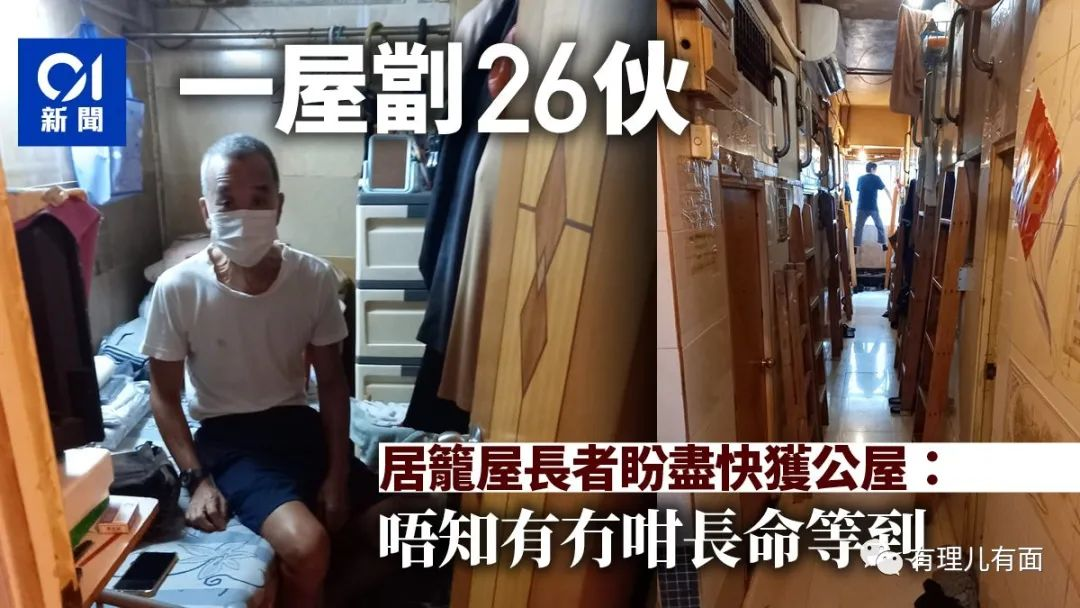 01
新聞
一屋劏26伙
居籠屋長者盼盡快獲公屋：
唔知有冇咁長命等到
有理儿有面